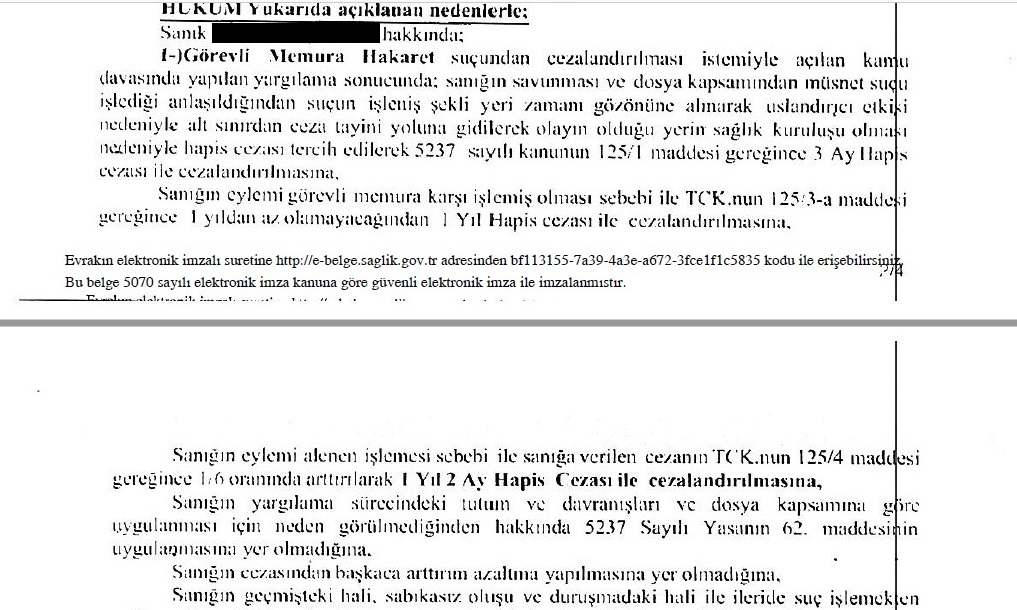 HÜKÜM Yukarıda açıklanan nedenlerle;
Sanık hakkında;
1-)Görevli Memura Hakaret suçundan cezalandırılması istemiyle açılan kamu
davasında yapılan yargılama sonucunda; sanığın savunması ve dosya kapsamından müsnet suçu
işlediği anlaşıldığından suçun işleniş şekli yeri zamanı gözönüne alınarak uslandırıcı etkisi
nedeniyle alt sınırdan ceza tayini yoluna gidilerek olayın olduğu yerin sağlık kuruluşu olması
nedeniyle hapis cezası tercih edilerek 5237 sayılı kanunun 125/1 maddesi gereğince 3 Ay Hapis
cezası ile cezalandırılmasına,
Sanığın eylemi görevli memura karşı işlemiş olması sebebi ile TCK.nun 125/3-a maddesi
gereğince 1 yıldan az olamayacağından 1 Yıl Hapis cezası ile cezalandırılmasına,
Evrakın elektronik imzalı suretine http://e-belge.saglik.gov.tr adresinden bf113155-7a39-4a3e-a672-3fce1f1c5835 kodu ile erişebilirsiniz.
2/4
Bu belge 5070 sayılı elektronik imza kanuna göre güvenli elektronik imza ile imzalanmıştır.
Sanığın eylemi alenen işlemesi sebebi ile sanığa verilen cezanın TCK.nun 125/4 maddesi
gereğince 1/6 oranında arttırılarak 1 Yıl 2 Ay Hapis Cezası ile cezalandırılmasına,
Sanığın yargılama sürecindeki tutum ve davranışları ve dosya kapsamına göre
uygulanması için neden görülmediğinden hakkında 5237 Sayılı Yasanın 62. maddesinin
uygulanmasına yer olmadığına,
Sanığın cezasından başkaca arttırım azaltma yapılmasına yer olmadığına,
Sanığın geçmişteki hali, sabıkasız oluşu ve duruşmadaki hali ile ileride suç işlemekten